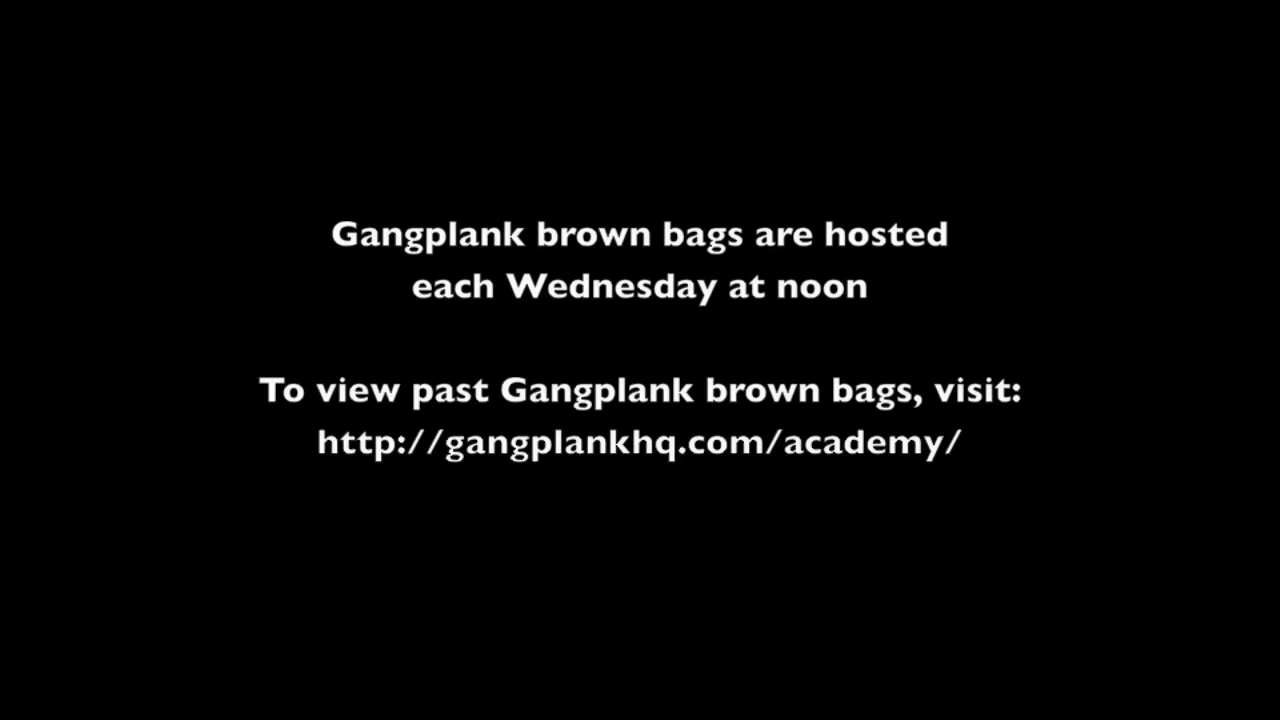 Gangplank brown bags are hosted
each Wednesday at noon
To view past Gangplank brown bags, visit:
http://gangplankhq.com/academy/